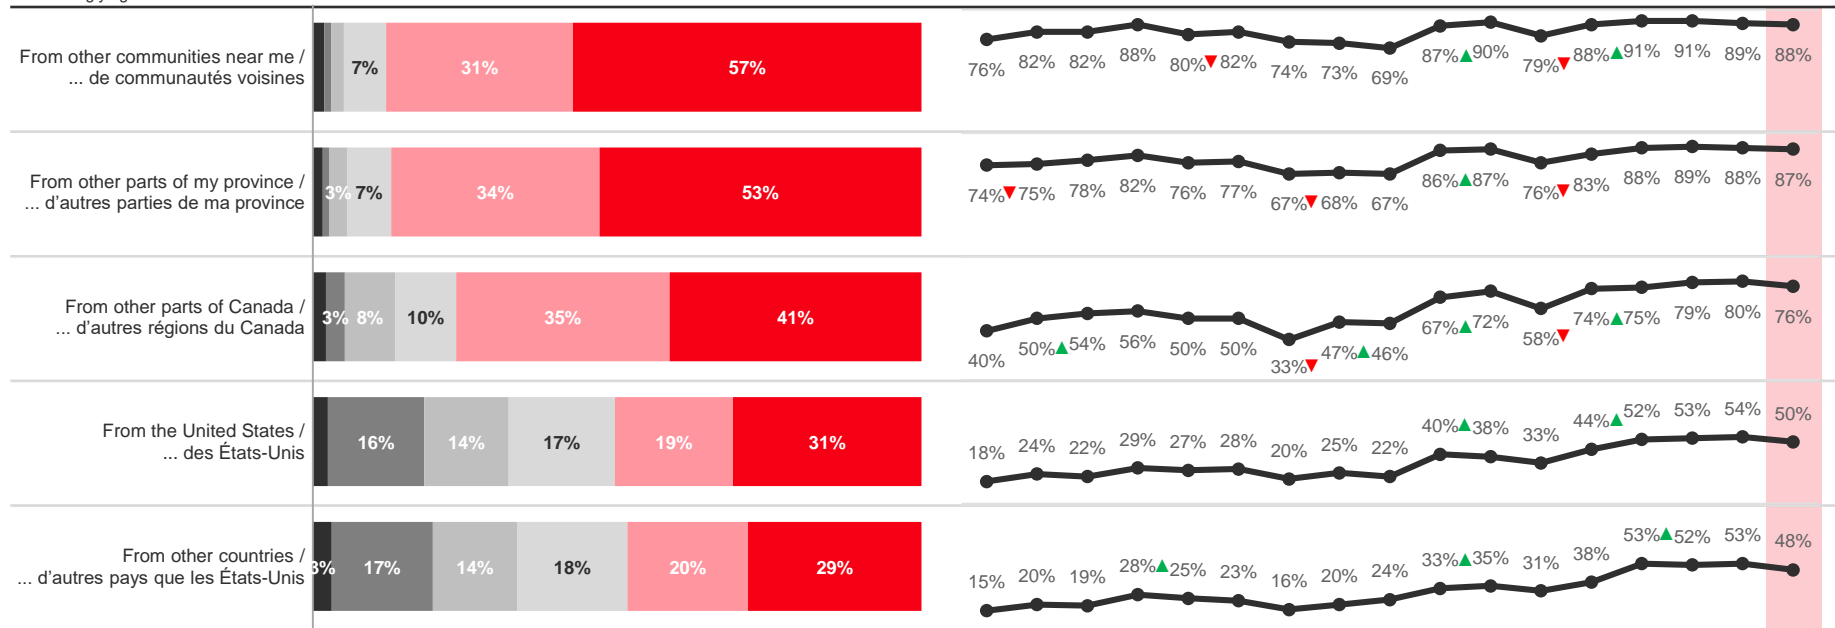 From other communities near me /
... de communautés voisines
7% 31% 57%
76% 82% 82% 88% 80%▼82% 74% 73% 69% 87%▲90% 79%▼88%▲91% 91% 89% 88%
From other parts of my province /
... d'autres parties de ma province
3% 7% 34% 53%
74%▼75% 78% 82% 76% 77% 67%▼68% 67% 86%▲87% 76%▼83% 88% 89% 88% 87%
From other parts of Canada /
... d'autres régions du Canada
3% 8% 10% 35% 41%
40% 50%▲54% 56% 50% 50% 33%▼47%▲46% 67%▲72% 58%▼74%▲75% 79% 80% 76%
From the United States /
... des États-Unis
16% 14% 17% 19% 31%
18% 24% 22% 29% 27% 28% 20% 25% 22% 40%▲38% 33% 44%▲52% 53% 54% 50%
From other countries /
... d'autres pays que les États-Unis
3% 17% 14% 18% 20% 29%
15% 20% 19% 28%▲25% 23% 16% 20% 24% 33%▲35% 31% 38% 53%▲52% 53% 48%